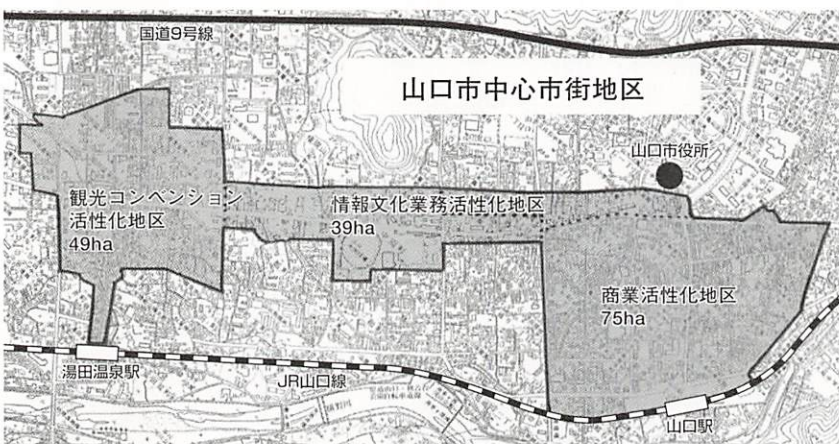 国道9号線
山口市中心市街地区
山口市役所
観光コンベンション
活性化地区
49ha
情報文化業務活性化地区
39ha
商業活性化地区
75ha
湯田温泉駅
JR山口線
山口駅